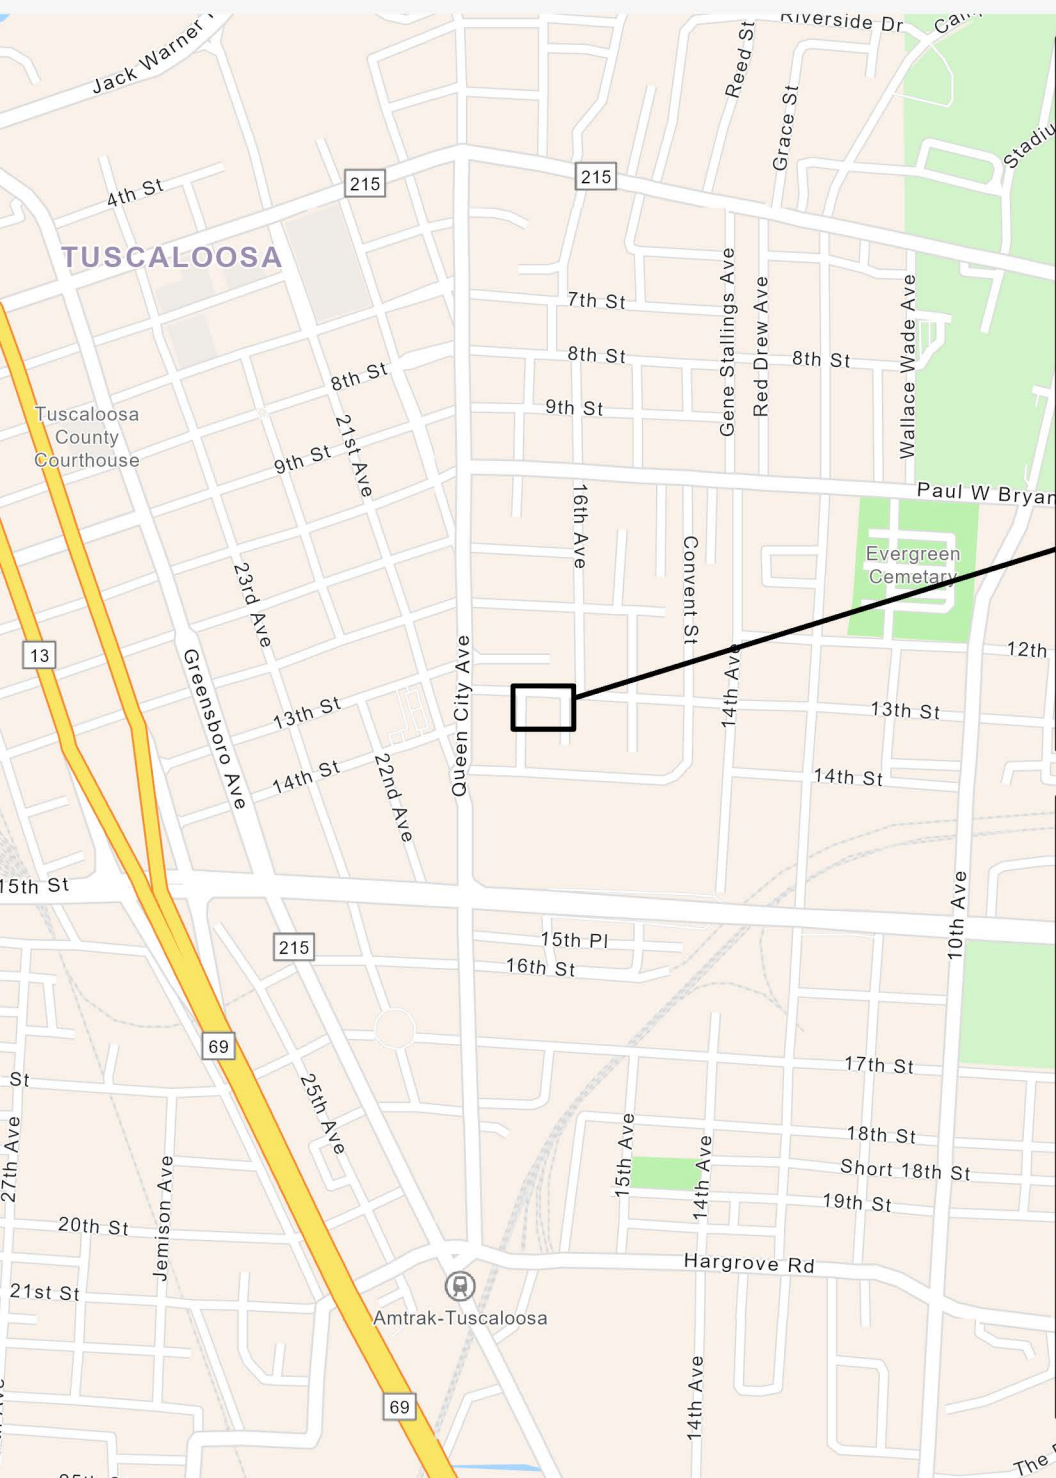 Riverside Dr
Jack Warner
Reed St
Grace St
215
215
4th St
TUSCALOOSA
7th St
8th St
8th St
8th St
Gene Stallings Ave
Red Drew Ave
Wallace Wade Ave
Tuscaloosa
County
Courthouse
9th St
9th St
21st Ave
Paul W
16th Ave
Convent St
Evergreen
Cemetary
23rd Ave
13
Greensboro Ave
Queen City Ave
14th Ave
12th
13th St
13th St
14th St
14th St
22nd Ave
15th St
10th Ave
215
15th Pl
16th St
69
17th St
St
25th Ave
27th Ave
15th Ave
14th Ave
18th St
Short 18th St
19th St
Jemison Ave
20th St
Hargrove Rd
21st St
Amtrak-Tuscaloosa
14th Ave
69
The